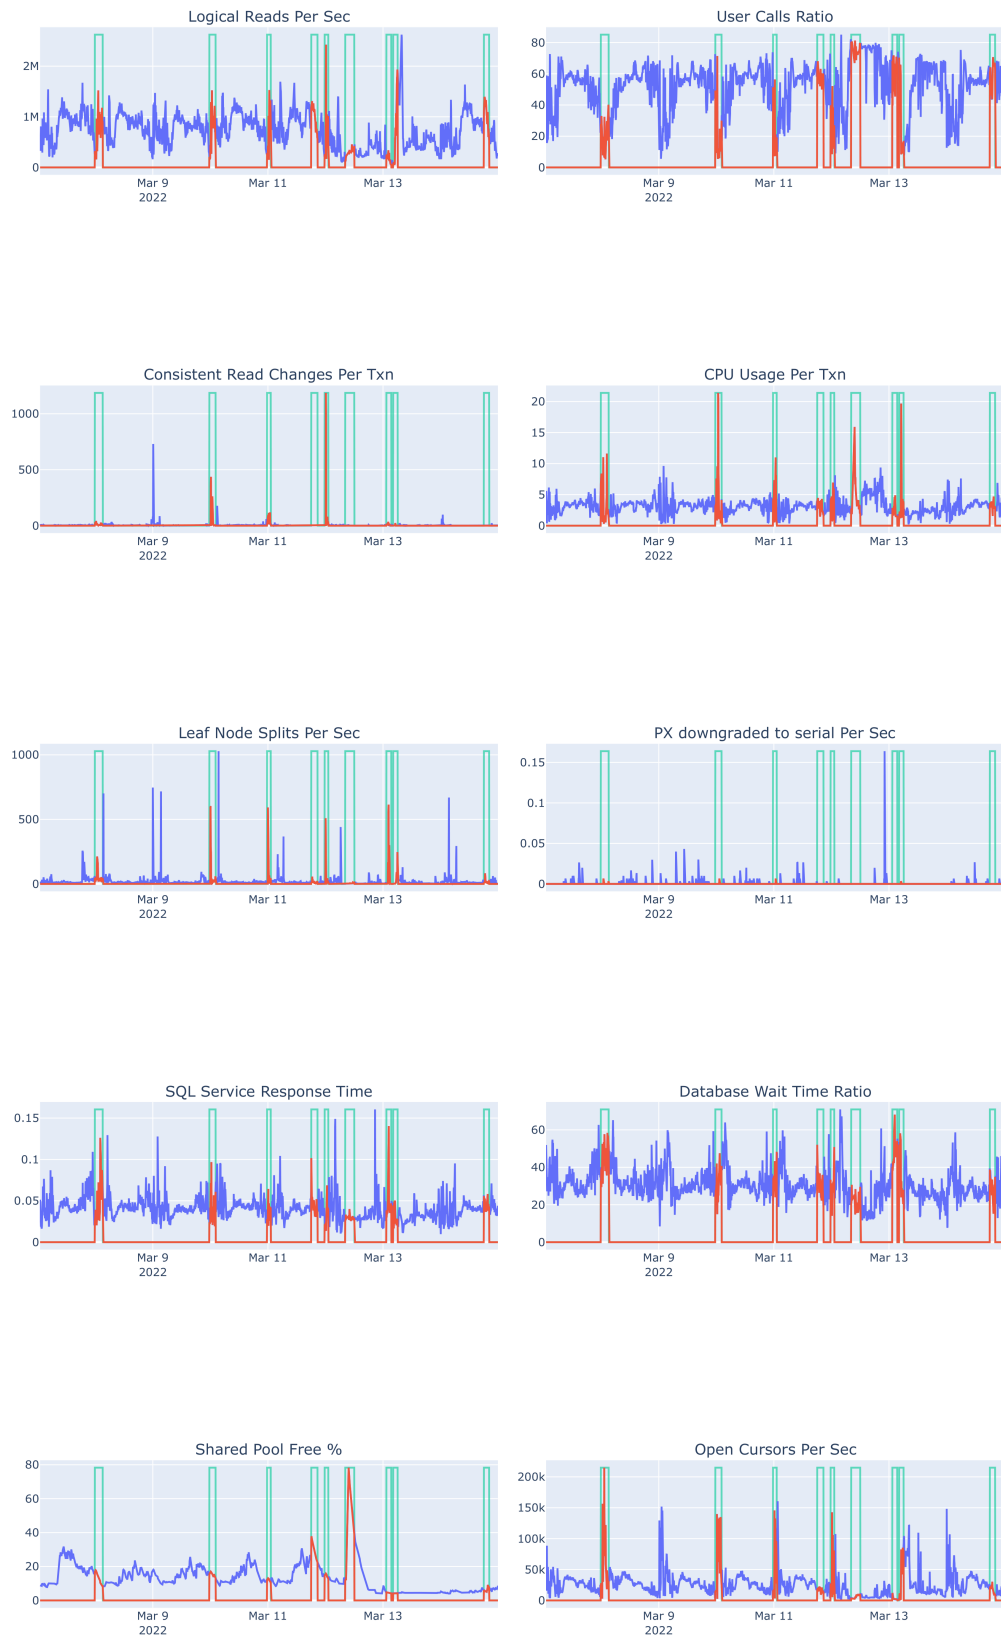 Logical Reads Per Sec
2M
1M
0
Mar 9
2022
Mar 11
Mar 13
User Calls Ratio
80
60
40
20
0
Mar 9
2022
Mar 11
Mar 13
Consistent Read Changes Per Txn
1000
500
0
Mar 9
2022
Mar 11
Mar 13
CPU Usage Per Txn
20
15
10
5
0
Mar 9
2022
Mar 11
Mar 13
Leaf Node Splits Per Sec
1000
500
0
Mar 9
2022
Mar 11
Mar 13
PX downgraded to serial Per Sec
0.15
0.1
0.05
0
Mar 9
2022
Mar 11
Mar 13
SQL Service Response Time
0.15
0.1
0.05
0
Mar 9
2022
Mar 11
Mar 13
Database Wait Time Ratio
60
40
20
0
Mar 9
2022
Mar 11
Mar 13
Shared Pool Free %
80
60
40
20
0
Mar 9
2022
Mar 11
Mar 13
Open Cursors Per Sec
200k
150k
100k
50k
0
Mar 9
2022
Mar 11
Mar 13